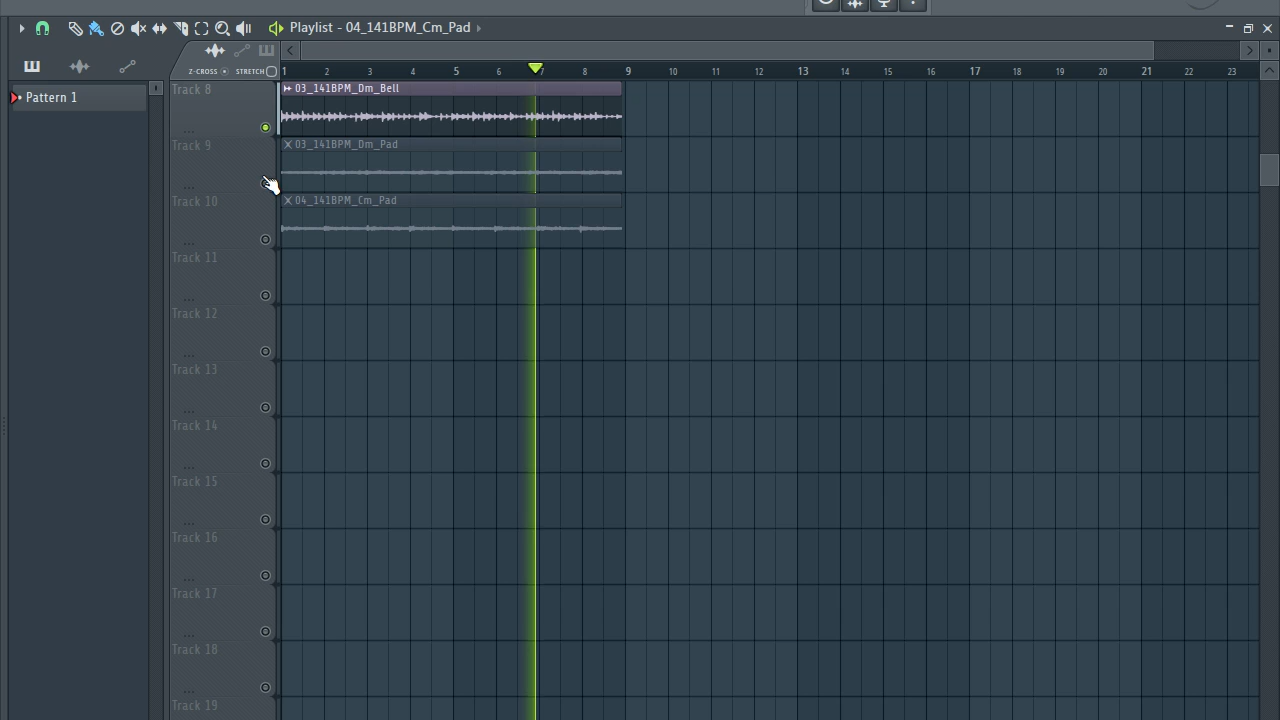 Playlist - 04_141BPM_Cm_Pad
Z-CROSS STRETCH
1 2 3 4 5 6 7 8 9 10 11 12 13 14 15 16 17 18 19 20 21 22 23
Pattern 1
Track 8
03_141BPM_Dm_Bell
...
Track 9
03_141BPM_Dm_Pad
...
Track 10
04_141BPM_Cm_Pad
...
Track 11
...
Track 12
...
Track 13
...
Track 14
...
Track 15
...
Track 16
...
Track 17
...
Track 18
...
Track 19